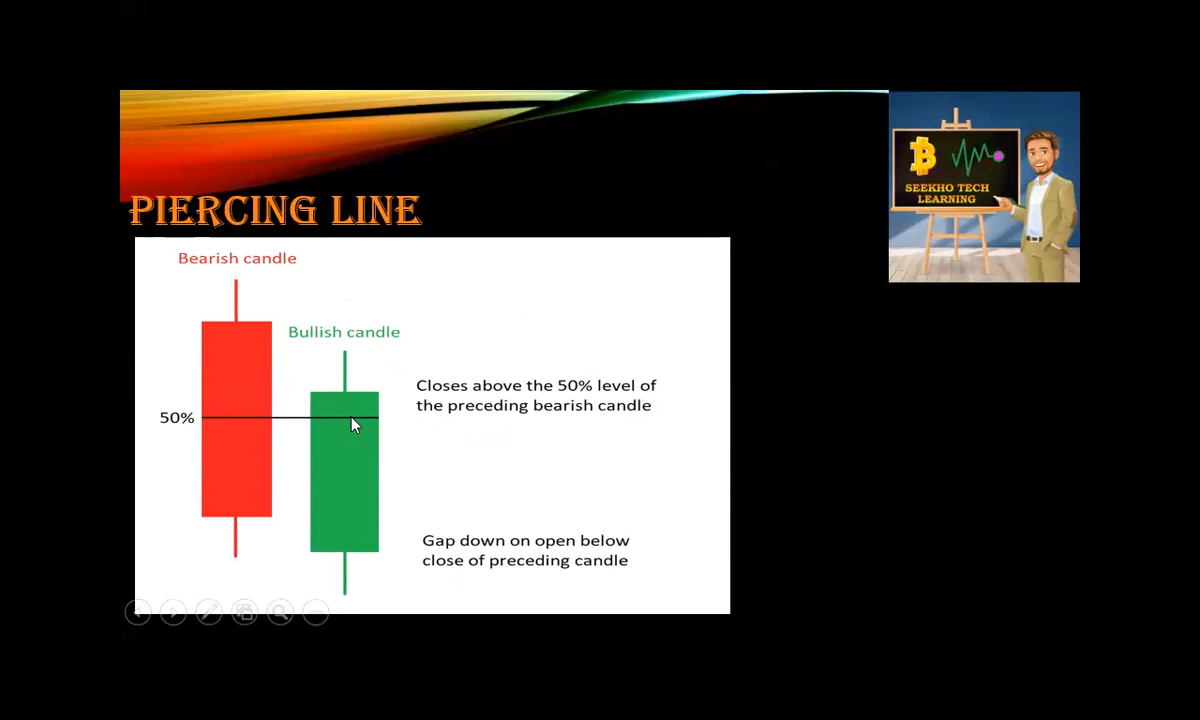 PIERCING LINE
SEEKHO TECH
LEARNING
Bearish candle
Bullish candle
Closes above the 50% level of
the preceding bearish candle
50%
Gap down on open below
close of preceding candle